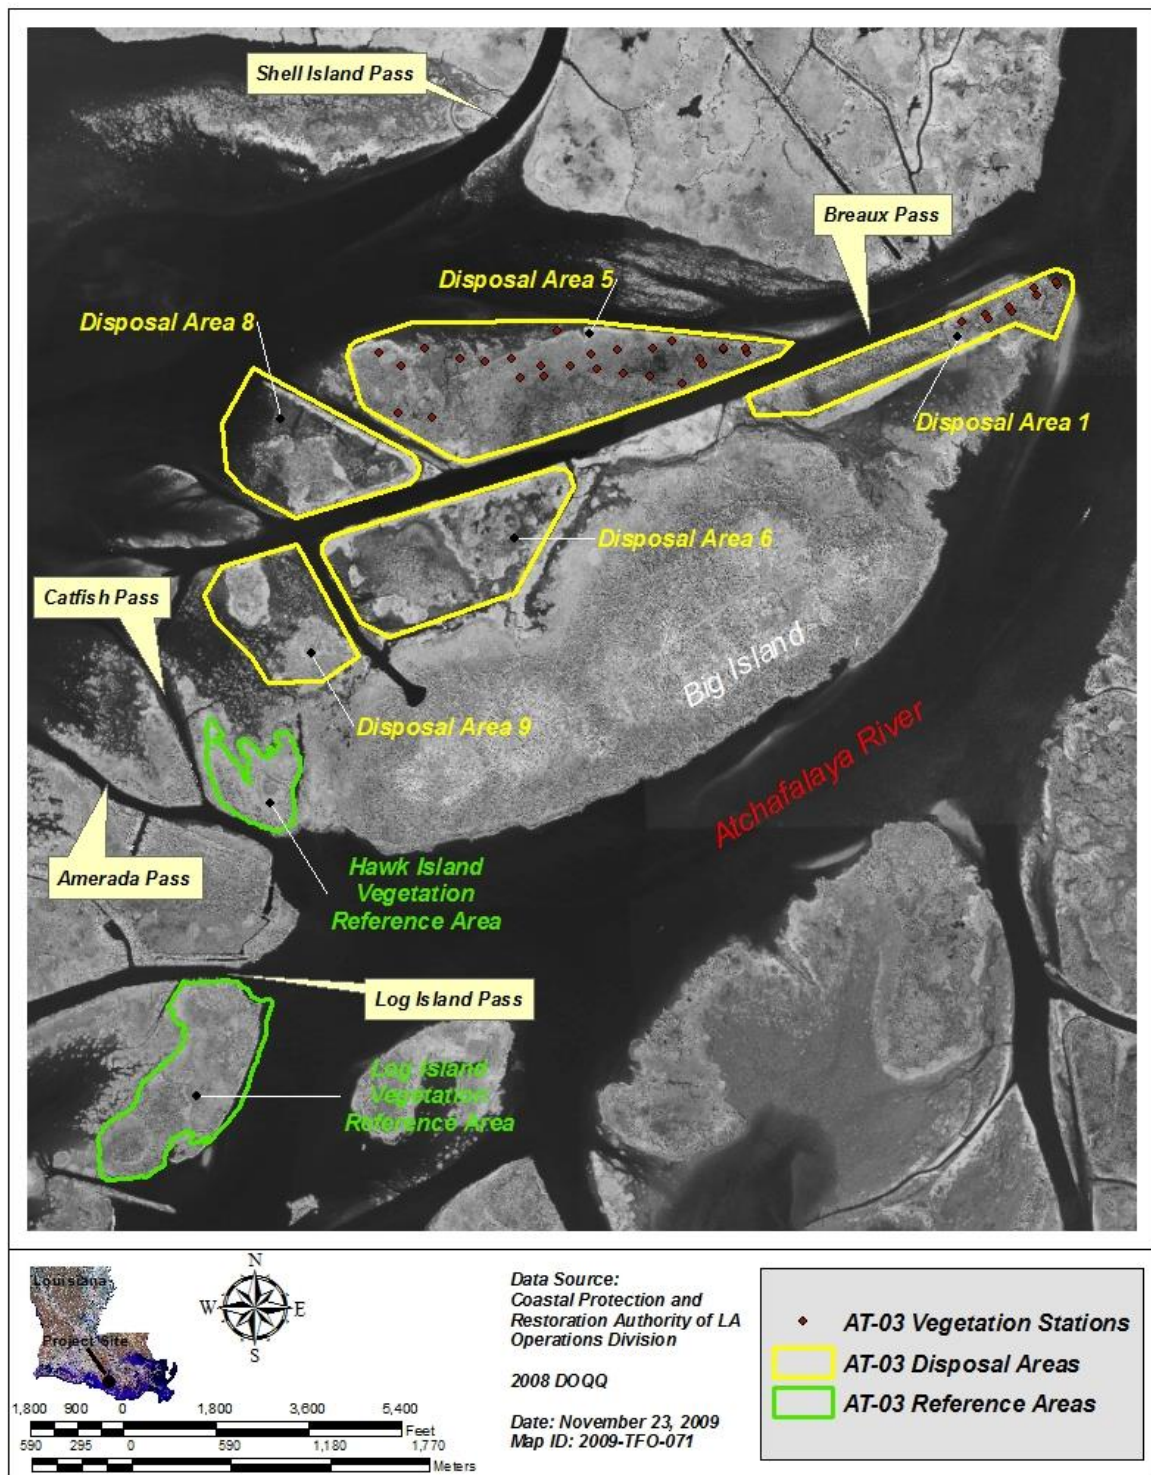 Shell Island Pass
Breaux Pass
Disposal Area 5
Disposal Area 8
Disposal Area 1
Disposal Area 6
Catfish Pass
Big Island
Disposal Area 9
Atchafalaya River
Amerada Pass
Hawk Island
Vegetation
Reference Area
Log Island Pass
Log Island
Vegetation
Reference Area
Louisiana
Project Site
N
W E
S
1,800 900 0 1,800 3,600 5,400
Feet
590 295 0 590 1,180 1,770
Meters
Data Source:
Coastal Protection and
Restoration Authority of LA
Operations Division
2008 DOQQ
Date: November 23, 2009
Map ID: 2009-TFO-071
AT-03 Vegetation Stations
AT-03 Disposal Areas
AT-03 Reference Areas